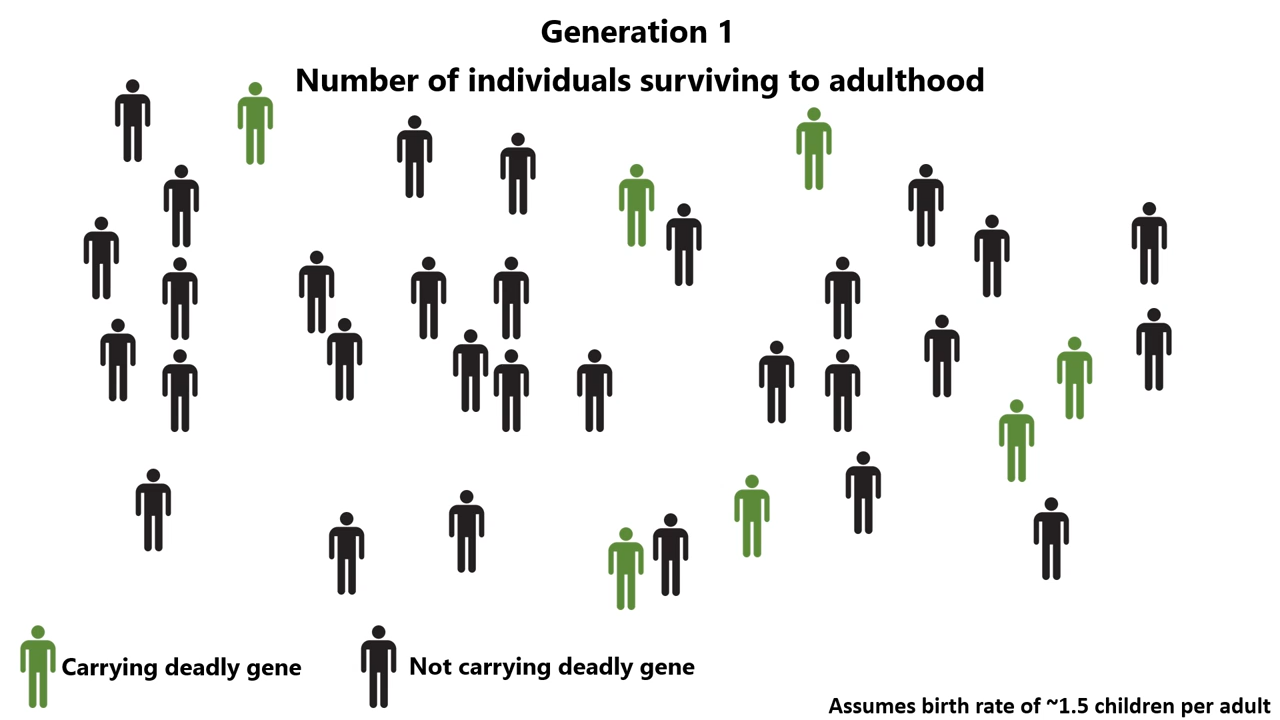 Generation 1
Number of individuals surviving to adulthood
Carrying deadly gene
Not carrying deadly gene
Assumes birth rate of ~1.5 children per adult